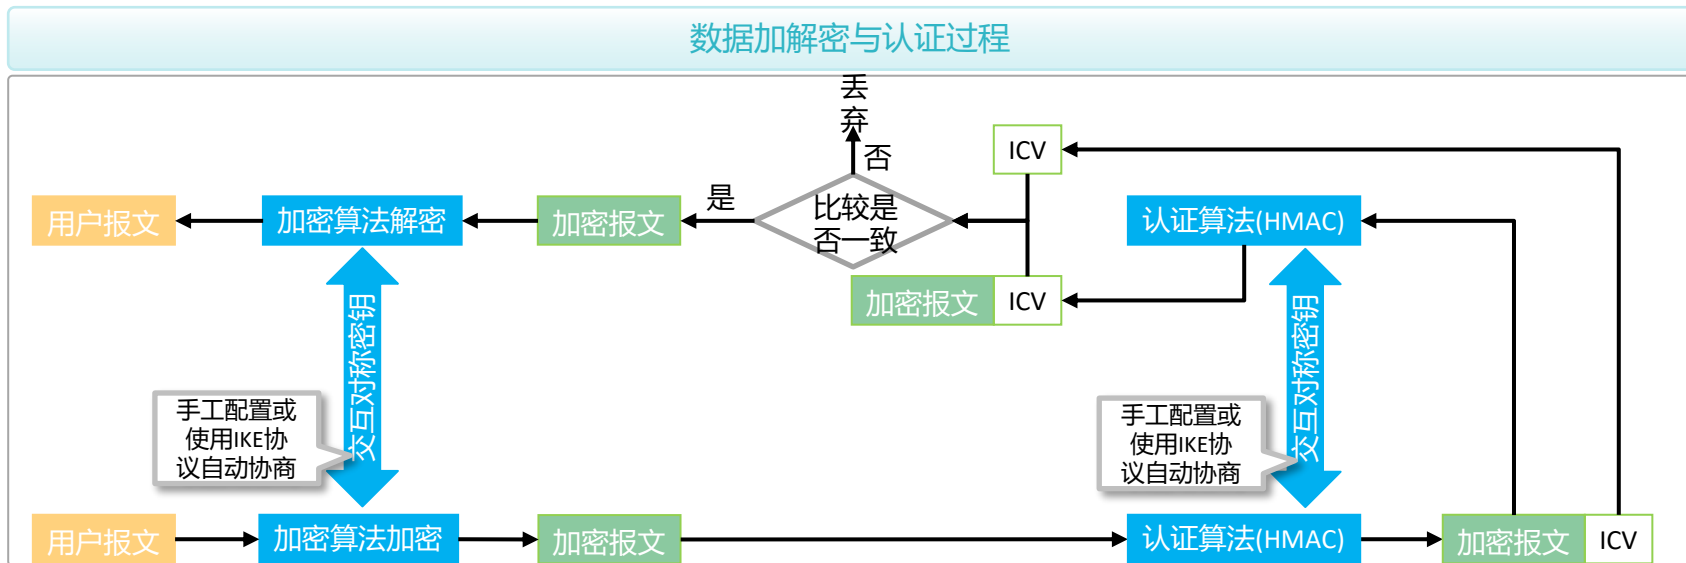 数据加解密与认证过程
丢
弃
否
ICV
是
用户报文
加密算法解密
加密报文
比较是
否一致
认证算法(HMAC)
加密报文
ICV
交互对称密钥
交互对称密钥
手工配置或
使用IKE协
议自动协商
手工配置或
使用IKE协
议自动协商
用户报文
加密算法加密
加密报文
认证算法(HMAC)
加密报文
ICV